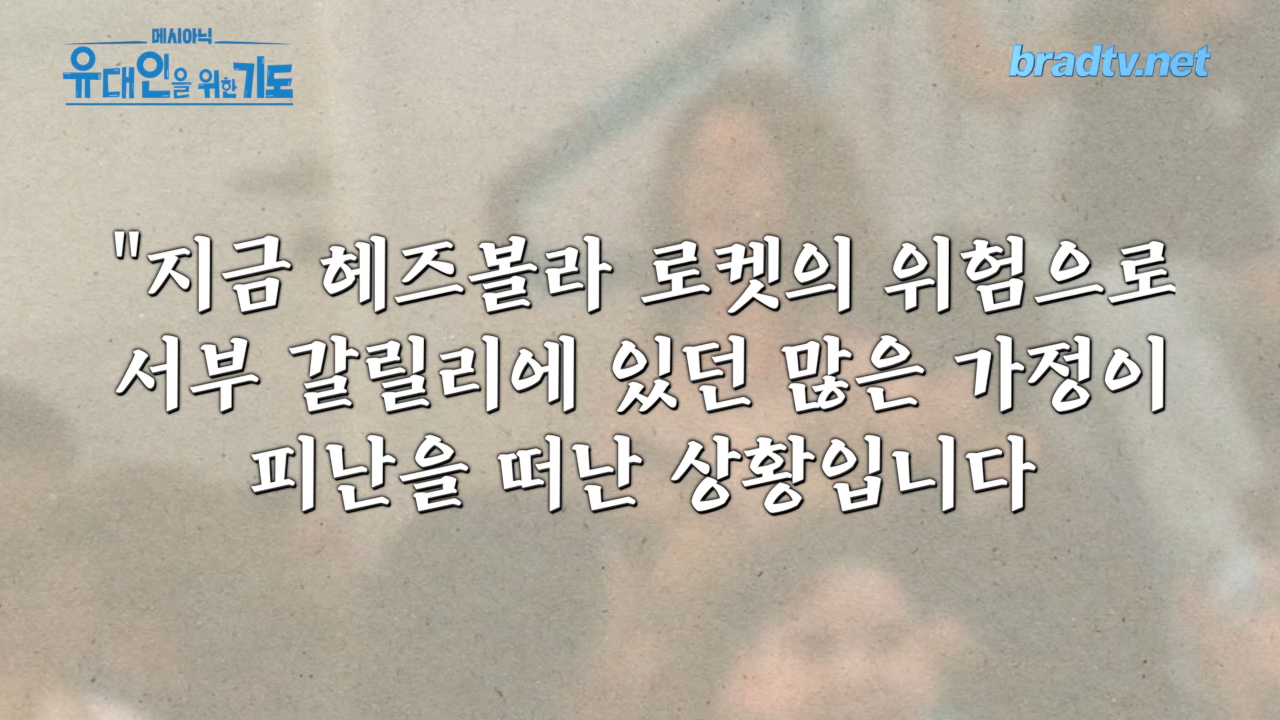 메시아닉
유대인을 위한 기도
bradtv.net
"지금 헤즈볼라 로켓의 위험으로
서부 갈릴리에 있던 많은 가정이
피난을 떠난 상황입니다